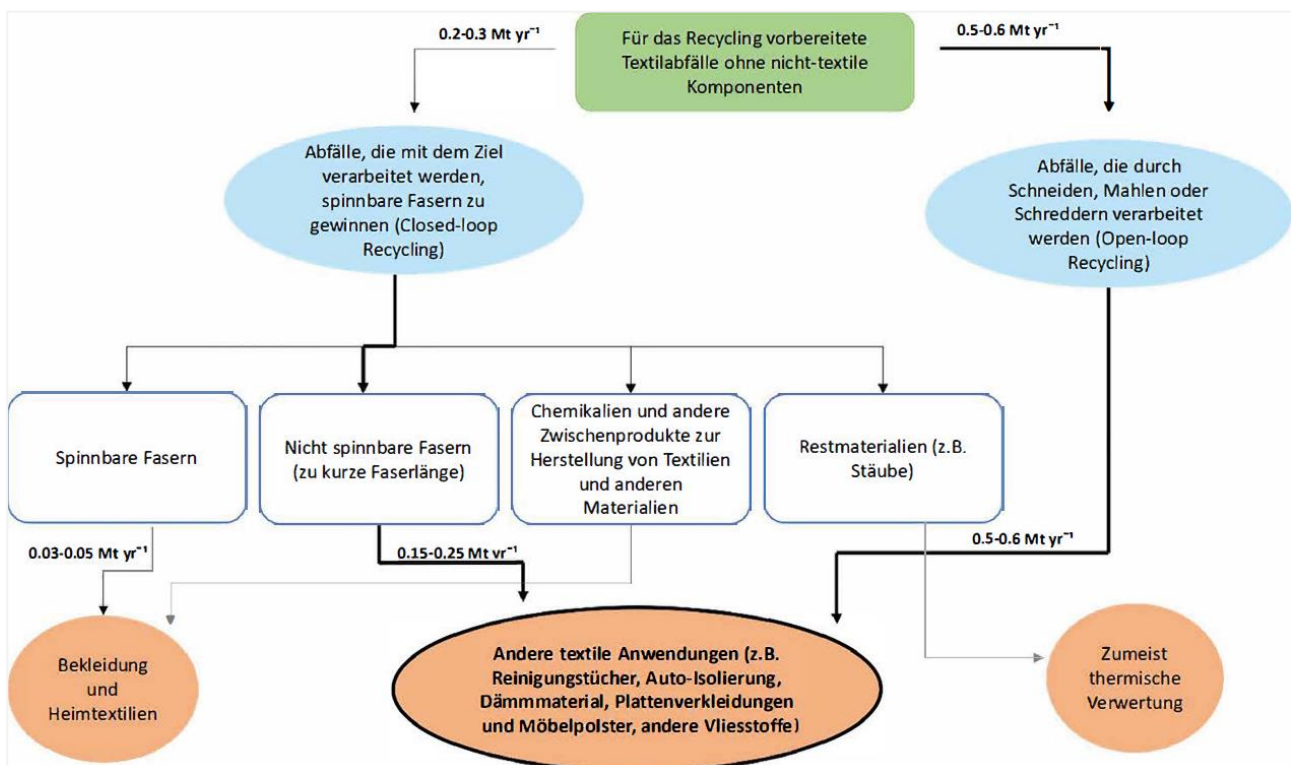 0.2-0.3 Mt yr⁻¹
Für das Recycling vorbereitete
Textilabfälle ohne nicht-textile
Komponenten
0.5-0.6 Mt yr⁻¹
Abfälle, die mit dem Ziel
verarbeitet werden,
spinnbare Fasern zu
gewinnen (Closed-loop
Recycling)
Abfälle, die durch
Schneiden, Mahlen oder
Schreddern verarbeitet
werden (Open-loop
Recycling)
Spinnbare Fasern
Nicht spinnbare Fasern
(zu kurze Faserlänge)
Chemikalien und andere
Zwischenprodukte zur
Herstellung von Textilien
und anderen
Materialien
Restmaterialien (z.B.
Stäube)
0.03-0.05 Mt yr⁻¹
0.15-0.25 Mt vr⁻¹
0.5-0.6 Mt yr⁻¹
Bekleidung
und
Heimtextilien
Andere textile Anwendungen (z.B.
Reinigungstücher, Auto-Isolierung,
Dämmmaterial, Plattenverkleidungen
und Möbelpolster, andere Vliesstoffe)
Zumeist
thermische
Verwertung